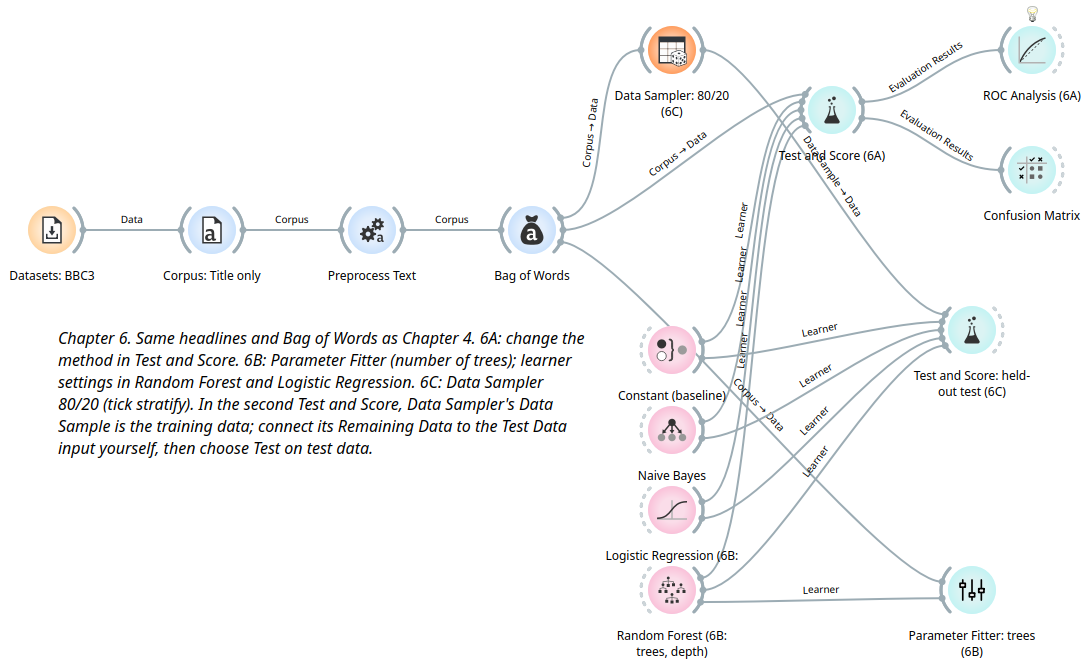 Data Sampler: 80/20
(6C)
ROC Analysis (6A)
Evaluation Results
Evaluation Results
Test and Score (6A)
Confusion Matrix
Corpus → Data
Corpus → Data
Data Sample → Data
Data
Corpus
Corpus
Datasets: BBC3
Corpus: Title only
Preprocess Text
Bag of Words
Learner
Learner
Learner
Learner
Chapter 6. Same headlines and Bag of Words as Chapter 4. 6A: change the
method in Test and Score. 6B: Parameter Fitter (number of trees); learner
settings in Random Forest and Logistic Regression. 6C: Data Sampler
80/20 (tick stratify). In the second Test and Score, Data Sampler's Data
Sample is the training data; connect its Remaining Data to the Test Data
input yourself, then choose Test on test data.
Constant (baseline)
Corpus → Data
Learner
Learner
Learner
Learner
Test and Score: held-
out test (6C)
Naive Bayes
Logistic Regression (6B:
Random Forest (6B:
trees, depth)
Learner
Parameter Fitter: trees
(6B)